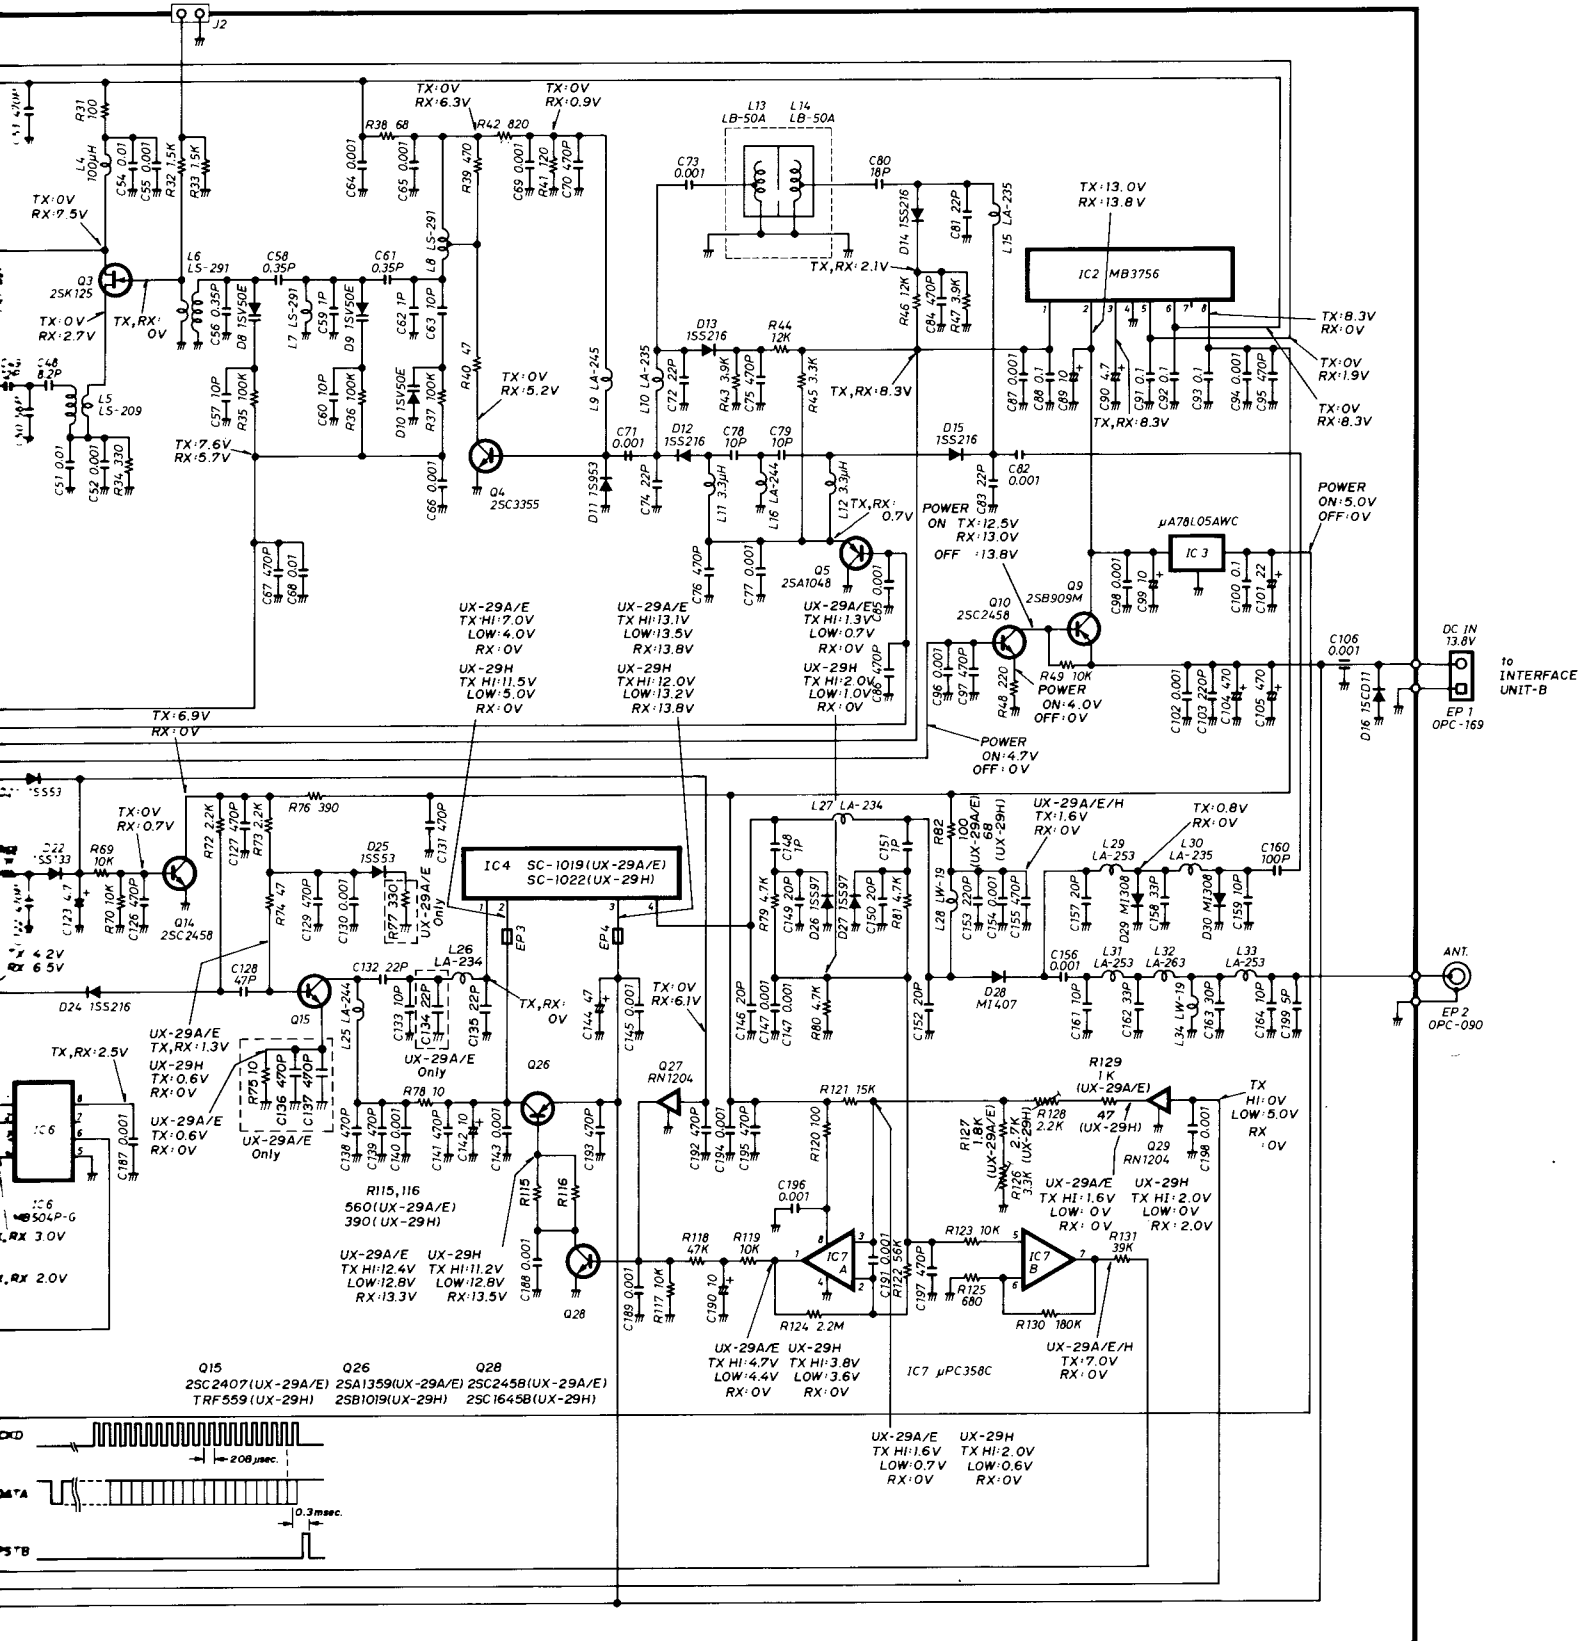 J2
R31 100
L4 100µH
C54 0.01
C55 0.001
R32 1.5K
R33 1.5K
TX:0V
RX:7.5V
Q3
2SK125
TX:0V
RX:2.7V
TX,RX:
0V
L6
LS-291
C56 0.35P
D8 1SV50E
C58
0.35P
L7 LS-291
C59 1P
D9 1SV50E
C61
0.35P
C62 1P
C63 10P
C57 10P
R35 100K
C60 10P
R36 100K
D10 1SV50E
R37 100K
C48
8.2P
L5
LS-209
C51 0.01
C52 0.001
R34 330
TX:7.6V
RX:5.7V
C66 0.001
C67 470P
C68 0.01
R38 68
C64 0.001
C65 0.001
TX:0V
RX:6.3V
R39 470
R42 820
TX:0V
RX:0.9V
C69 0.001
R41 120
C70 470P
L8 LS-291
R40 47
TX:0V
RX:5.2V
Q4
2SC3355
L9 LA-245
D11 1S953
C71
0.001
C74 22P
L10 LA-235
C72 22P
C73
0.001
L13
LB-50A
L14
LB-50A
C80
18P
D14 1SS216
C81 22P
L15 LA-235
TX,RX:2.1V
R46 12K
C84 470P
R47 3.9K
D13
1SS216
R43 3.9K
C75 470P
R44
12K
R45 3.3K
TX,RX:8.3V
D12
1SS216
C78
10P
C79
10P
L11 3.3µH
L16 LA-244
L12 3.3µH
D15
1SS216
C83 22P
C82
0.001
TX,RX:
0.7V
Q5
2SA1048
C76 470P
C77 0.001
C85 0.001
C86 470P
TX:13.0V
RX:13.8V
IC2 MB3756
1 2 3 4 5 6 7 8
C87 0.001
C88 0.1
C89 10
C90 4.7
C91 0.1
C92 0.1
C93 0.1
C94 0.001
C95 470P
TX,RX:8.3V
TX:8.3V
RX:0V
TX:0V
RX:1.9V
TX:0V
RX:8.3V
POWER
ON TX:12.5V
RX:13.0V
OFF :13.8V
POWER
ON:5.0V
OFF:0V
µA78L05AWC
IC3
C98 0.001
C99 10
C100 0.1
C101 22
Q9
2SB909M
Q10
2SC2458
C96 0.001
C97 470P
R48 220
R49 10K
POWER
ON:4.0V
OFF:0V
POWER
ON:4.7V
OFF:0V
C102 0.001
C103 220P
C104 470
C105 470
C106
0.001
D16 15CD11
DC IN
13.8V
EP 1
OPC-169
to
INTERFACE
UNIT-B
UX-29A/E
TX HI:7.0V
LOW:4.0V
RX:0V
UX-29H
TX HI:11.5V
LOW:5.0V
RX:0V
UX-29A/E
TX HI:13.1V
LOW:13.5V
RX:13.8V
UX-29H
TX HI:12.0V
LOW:13.2V
RX:13.8V
UX-29A/E
TX HI:1.3V
LOW:0.7V
RX:0V
UX-29H
TX HI:2.0V
LOW:1.0V
RX:0V
TX:6.9V
RX:0V
TX:0V
RX:0.7V
R69
10K
C123 4.7
R70 10K
C126 470P
Q14
2SC2458
R72 2.2K
C127 470P
R73 2.2K
R76 390
R74 47
C129 470P
C130 0.001
D25
1SS53
R77 330
UX-29A/E
Only
C131 470P
IC4 SC-1019(UX-29A/E)
SC-1022(UX-29H)
1 2 3 4
EP3
EP4
D24 1SS216
C128
47P
Q15
L25 LA-244
C132 22P
C133 10P
C134 22P
UX-29A/E
Only
L26
LA-234
C135 22P
TX,RX:
0V
C144 47
C145 0.001
TX:0V
RX:6.1V
UX-29A/E
TX,RX:1.3V
UX-29H
TX:0.6V
RX:0V
UX-29A/E
TX:0.6V
RX:0V
R75 10
C136 470P
C137 470P
UX-29A/E
Only
TX,RX:2.5V
IC6
8
7
6
5
C187 0.001
IC6
C138 470P
C139 470P
C140 0.001
R78 10
C141 470P
C142 10
C143 0.001
Q26
C193 470P
Q27
RN1204
C192 470P
C194 0.001
C195 470P
R115
R116
R115,116
560(UX-29A/E)
390(UX-29H)
UX-29A/E
TX HI:12.4V
LOW:12.8V
RX:13.3V
UX-29H
TX HI:11.2V
LOW:12.8V
RX:13.5V
C188 0.001
Q28
C189 0.001
R117 10K
R118
47K
R119
10K
C190 10
L27 LA-234
C148 1P
C151 1P
R79 4.7K
C149 20P
D26 1SS97
D27 1SS97
C150 20P
R81 4.7K
C146 20P
C147 0.001
C147 0.001
R80 4.7K
C152 20P
R82
100 (UX-29A/E)
68 (UX-29H)
L28 LW-19
C153 220P
C154 0.001
C155 470P
UX-29A/E/H
TX:1.6V
RX:0V
D28
MI407
TX:0.8V
RX:0V
L29
LA-253
L30
LA-235
C160
100P
C157 20P
D29 MI308
C158 33P
D30 MI308
C159 10P
C156
0.001
L31
LA-253
L32
LA-263
L33
LA-253
C161 10P
C162 33P
L34 LW-19
C163 30P
C164 10P
C199 5P
ANT.
EP 2
OPC-090
R121 15K
R120 100
C196
0.001
IC7
A
1
2
3
4
8
C191 0.001
R122 56K
C197 470P
R124 2.2M
R123 10K
R125
680
IC7
B
5
6
7
R130 180K
R131
39K
R127
1.8K (UX-29A/E)
2.7K (UX-29H)
R126
3.3K
R128
2.2K
R129
1K
(UX-29A/E)
47
(UX-29H)
Q29
RN1204
C198 0.001
TX
HI:0V
LOW:5.0V
RX
:0V
UX-29A/E
TX HI:1.6V
LOW:0V
RX:0V
UX-29H
TX HI:2.0V
LOW:0V
RX:2.0V
UX-29A/E
TX HI:4.7V
LOW:4.4V
RX:0V
UX-29H
TX HI:3.8V
LOW:3.6V
RX:0V
IC7 µPC358C
UX-29A/E/H
TX:7.0V
RX:0V
UX-29A/E
TX HI:1.6V
LOW:0.7V
RX:0V
UX-29H
TX HI:2.0V
LOW:0.6V
RX:0V
Q15
2SC2407(UX-29A/E)
TRF559(UX-29H)
Q26
2SA1359(UX-29A/E)
2SB1019(UX-29H)
Q28
2SC2458(UX-29A/E)
2SC1645B(UX-29H)
208µsec.
0.3msec.